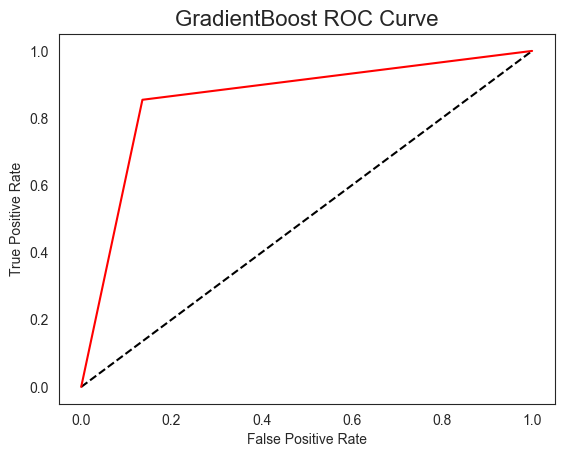 GradientBoost ROC Curve
1.0
0.8
0.6
0.4
0.2
0.0
True Positive Rate
0.0 0.2 0.4 0.6 0.8 1.0
False Positive Rate